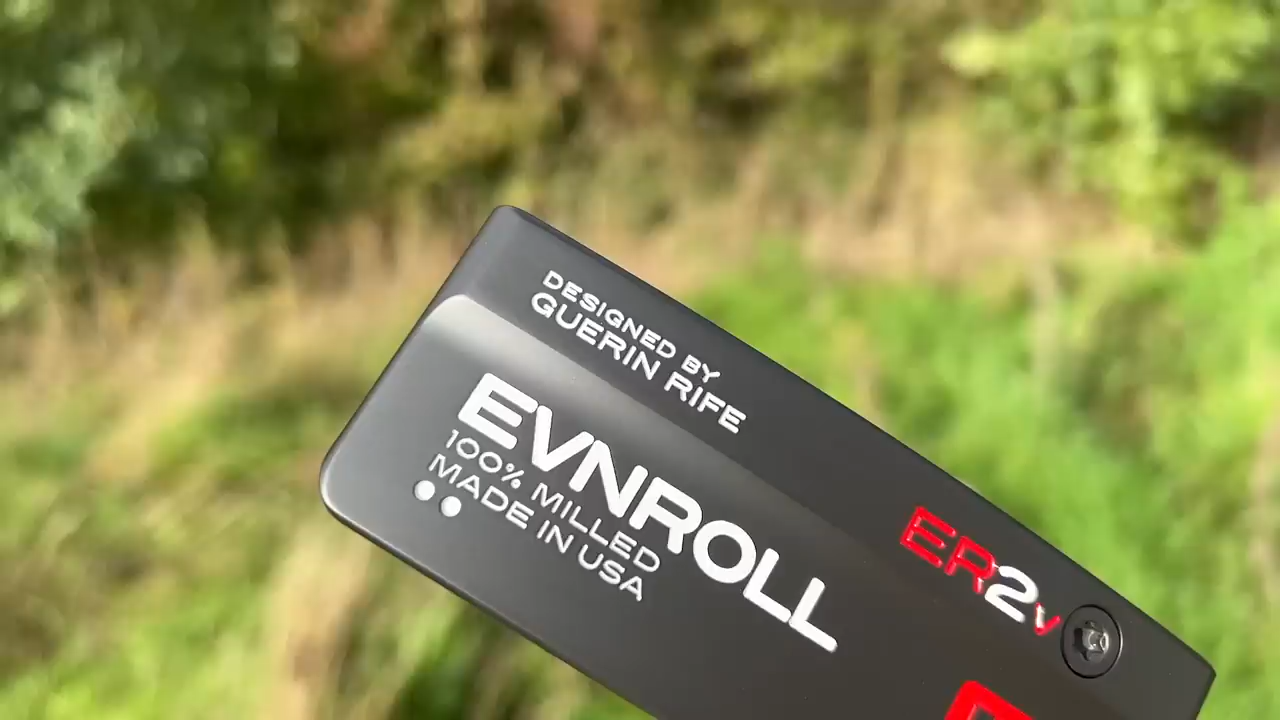 DESIGNED BY
GUERIN RIFE
EVNROLL
100% MILLED
MADE IN USA
ER2v